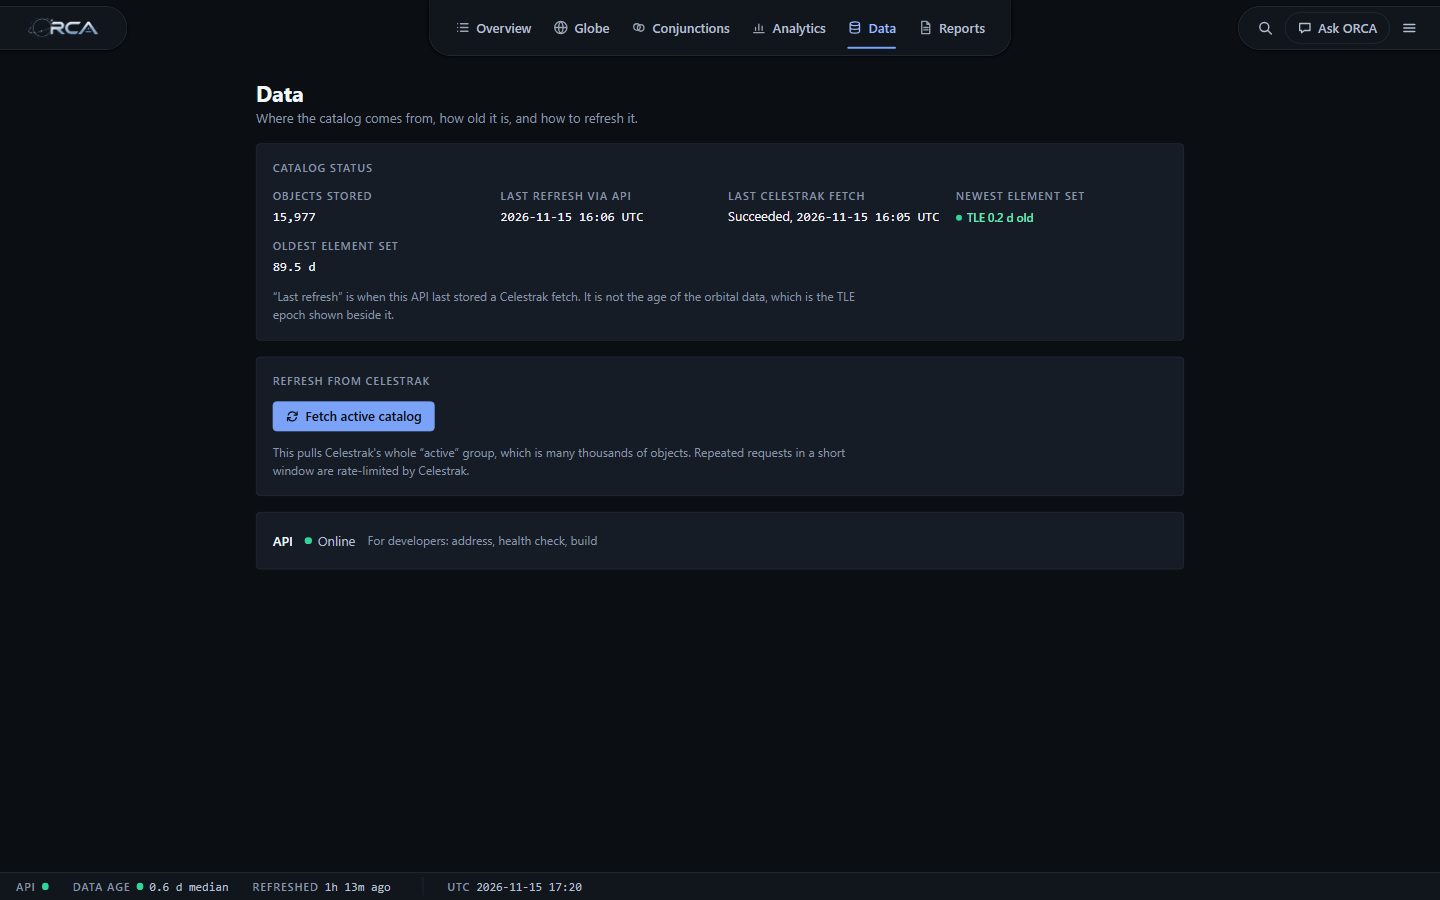 ORCA
Overview Globe Conjunctions Analytics Data Reports
Ask ORCA
Data
Where the catalog comes from, how old it is, and how to refresh it.
CATALOG STATUS
OBJECTS STORED
15,977
LAST REFRESH VIA API
2026-11-15 16:06 UTC
LAST CELESTRAK FETCH
Succeeded, 2026-11-15 16:05 UTC
NEWEST ELEMENT SET
TLE 0.2 d old
OLDEST ELEMENT SET
89.5 d
“Last refresh” is when this API last stored a Celestrak fetch. It is not the age of the orbital data, which is the TLE
epoch shown beside it.
REFRESH FROM CELESTRAK
Fetch active catalog
This pulls Celestrak's whole “active” group, which is many thousands of objects. Repeated requests in a short
window are rate-limited by Celestrak.
API Online For developers: address, health check, build
API DATA AGE 0.6 d median REFRESHED 1h 13m ago UTC 2026-11-15 17:20